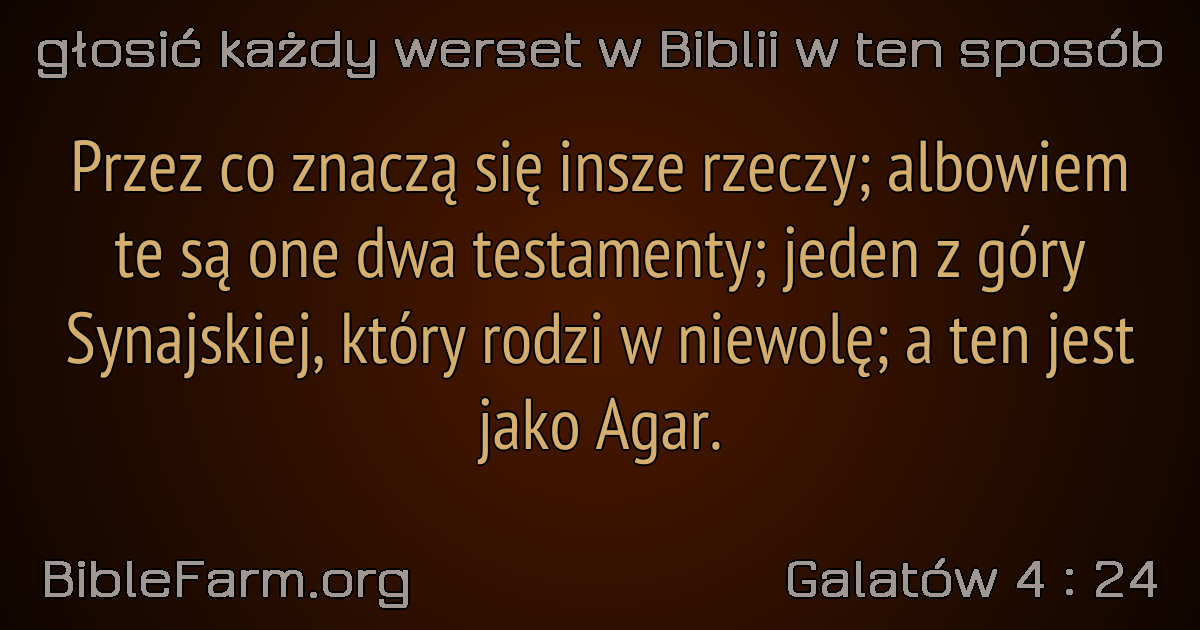 głosić każdy werset w Biblii w ten sposób
Przez co znaczą się insze rzeczy; albowiem
te są one dwa testamenty; jeden z góry
Synajskiej, który rodzi w niewolę; a ten jest
jako Agar.
BibleFarm.org
Galatów 4 : 24